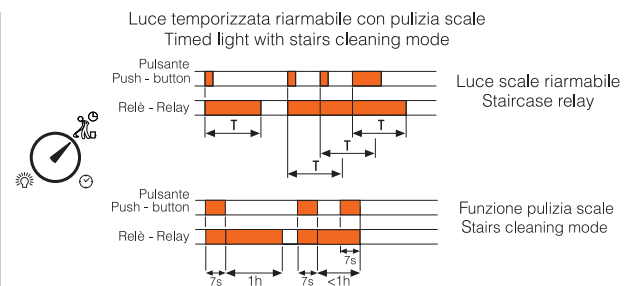 Luce temporizzata riarmabile con pulizia scale
Timed light with stairs cleaning mode
Pulsante
Push - button
Relè - Relay
T
T
T
T
Luce scale riarmabile
Staircase relay
Pulsante
Push - button
Relè - Relay
7s
7s
1h
7s
<1h
Funzione pulizia scale
Stairs cleaning mode